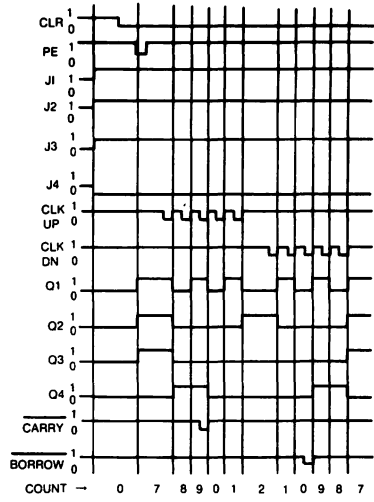 CLR 1 0
PE 1 0
J1 1 0
J2 1 0
J3 1 0
J4 1 0
CLK UP 1 0
CLK DN 1 0
Q1 1 0
Q2 1 0
Q3 1 0
Q4 1 0
CARRY 1 0
BORROW 1 0
COUNT → 0 7 8 9 0 1 2 1 0 9 8 7